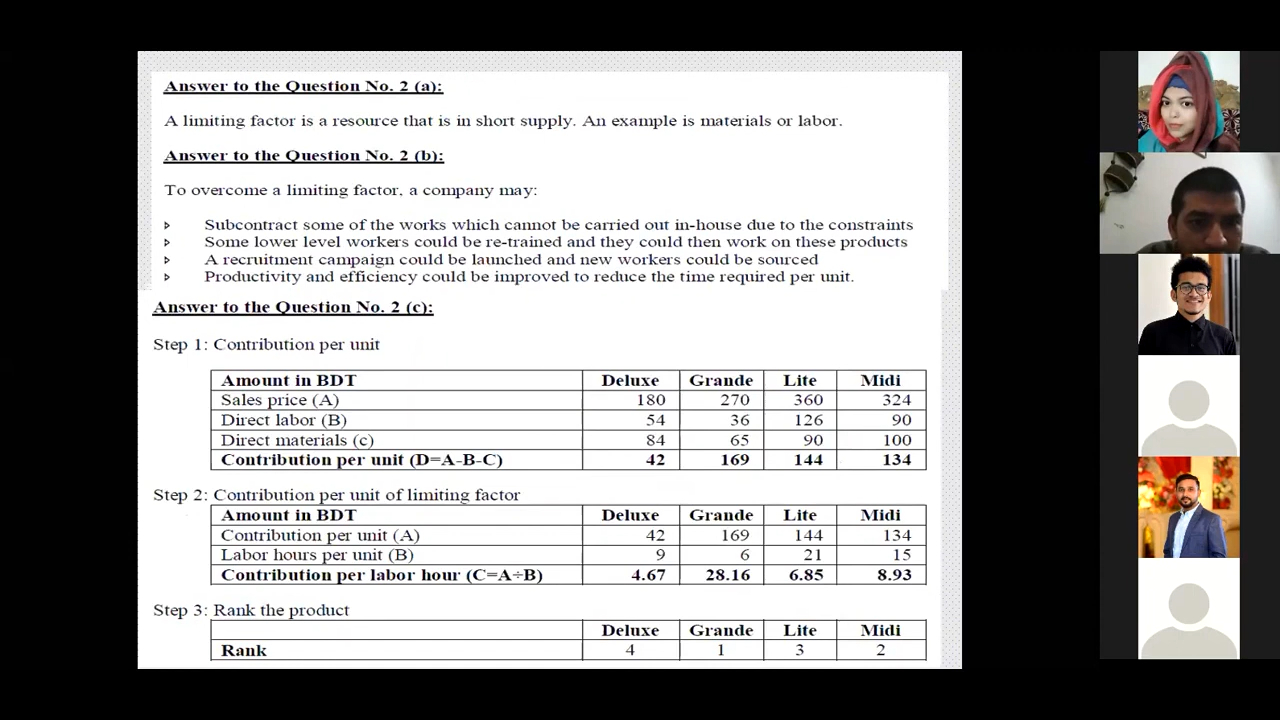 Answer to the Question No. 2 (a):
A limiting factor is a resource that is in short supply. An example is materials or labor.
Answer to the Question No. 2 (b):
To overcome a limiting factor, a company may:
Subcontract some of the works which cannot be carried out in-house due to the constraints
Some lower level workers could be re-trained and they could then work on these products
A recruitment campaign could be launched and new workers could be sourced
Productivity and efficiency could be improved to reduce the time required per unit.
Answer to the Question No. 2 (c):
Step 1: Contribution per unit
Amount in BDT Deluxe Grande Lite Midi
Sales price (A) 180 270 360 324
Direct labor (B) 54 36 126 90
Direct materials (c) 84 65 90 100
Contribution per unit (D=A-B-C) 42 169 144 134
Step 2: Contribution per unit of limiting factor
Amount in BDT Deluxe Grande Lite Midi
Contribution per unit (A) 42 169 144 134
Labor hours per unit (B) 9 6 21 15
Contribution per labor hour (C=A÷B) 4.67 28.16 6.85 8.93
Step 3: Rank the product
Deluxe Grande Lite Midi
Rank 4 1 3 2